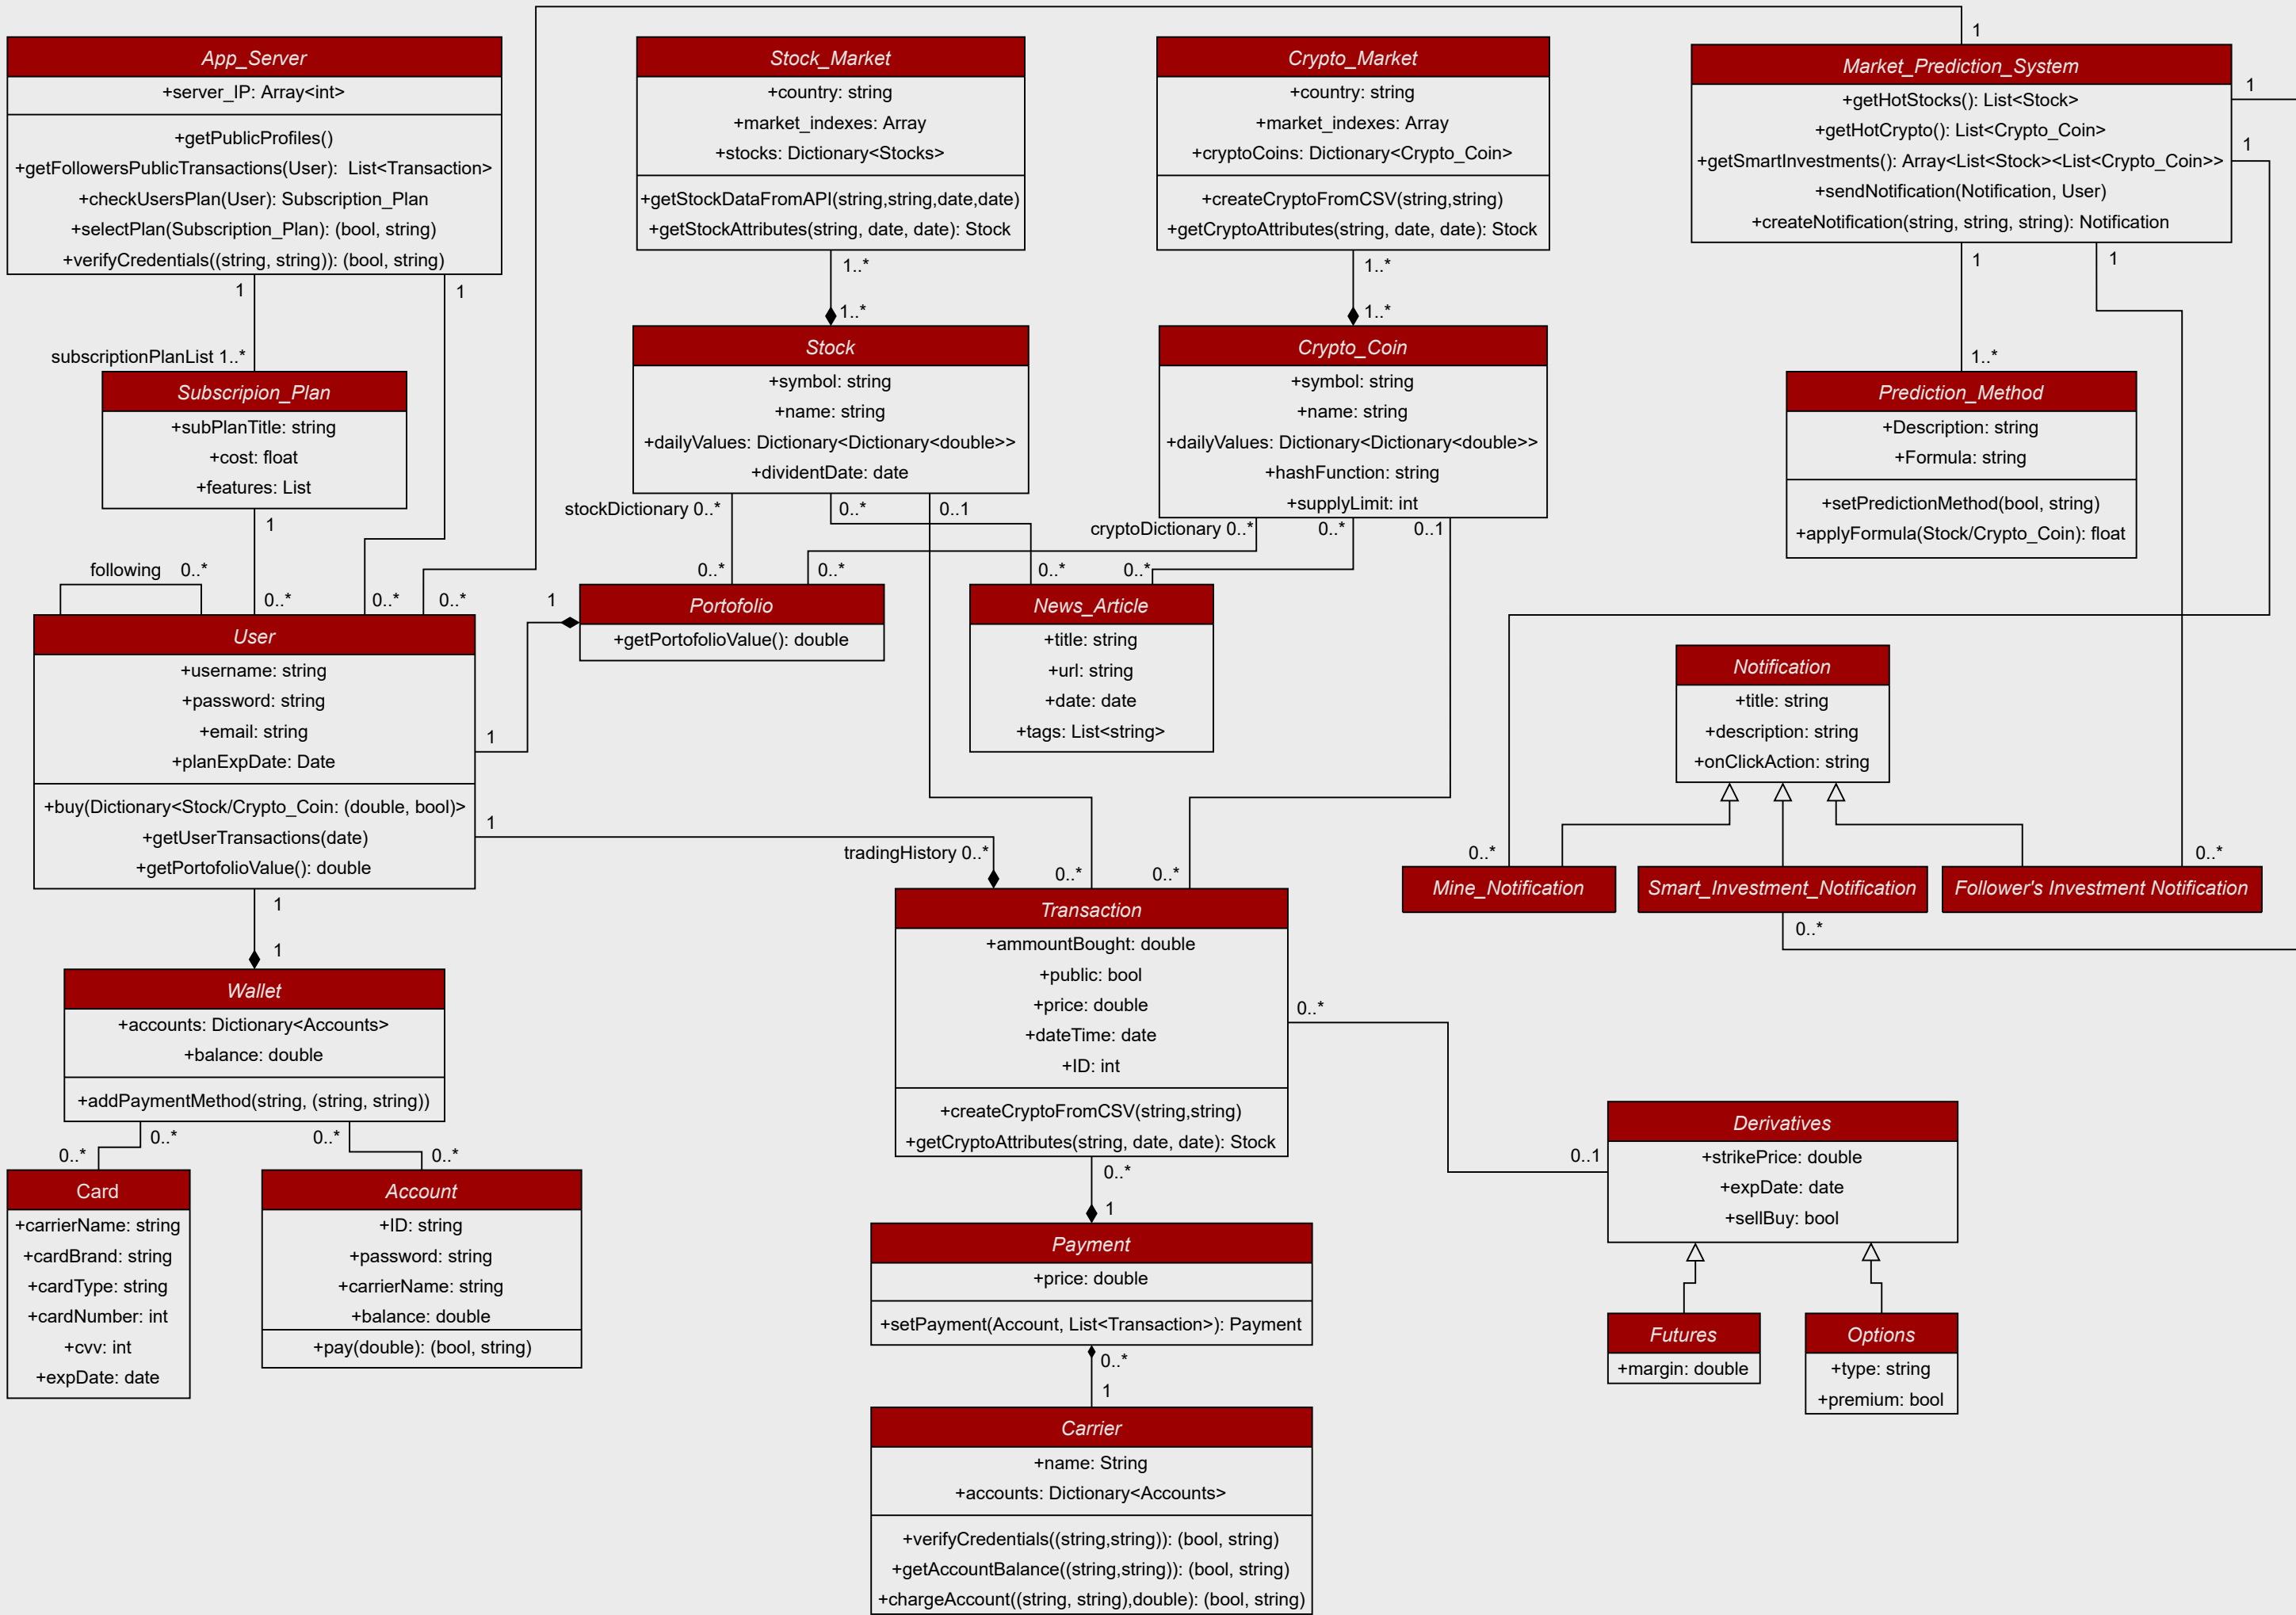 1
App_Server
+server_IP: Array<int>
+getPublicProfiles()
+getFollowersPublicTransactions(User):  List<Transaction>
+checkUsersPlan(User): Subscription_Plan
+selectPlan(Subscription_Plan): (bool, string)
+verifyCredentials((string, string)): (bool, string)
1
1
Stock_Market
+country: string
+market_indexes: Array
+stocks: Dictionary<Stocks>
+getStockDataFromAPI(string,string,date,date)
+getStockAttributes(string, date, date): Stock
1..*
1..*
Crypto_Market
+country: string
+market_indexes: Array
+cryptoCoins: Dictionary<Crypto_Coin>
+createCryptoFromCSV(string,string)
+getCryptoAttributes(string, date, date): Stock
1..*
1..*
Market_Prediction_System
+getHotStocks(): List<Stock>
+getHotCrypto(): List<Crypto_Coin>
+getSmartInvestments(): Array<List<Stock><List<Crypto_Coin>>
+sendNotification(Notification, User)
+createNotification(string, string, string): Notification
1
1
1
1
1..*
subscriptionPlanList 1..*
Subscripion_Plan
+subPlanTitle: string
+cost: float
+features: List
1
Stock
+symbol: string
+name: string
+dailyValues: Dictionary<Dictionary<double>>
+dividentDate: date
stockDictionary 0..*
0..*
0..1
Crypto_Coin
+symbol: string
+name: string
+dailyValues: Dictionary<Dictionary<double>>
+hashFunction: string
+supplyLimit: int
cryptoDictionary 0..*
0..*
0..1
Prediction_Method
+Description: string
+Formula: string
+setPredictionMethod(bool, string)
+applyFormula(Stock/Crypto_Coin): float
following
0..*
0..*
0..*
0..*
User
+username: string
+password: string
+email: string
+planExpDate: Date
+buy(Dictionary<Stock/Crypto_Coin: (double, bool)>
+getUserTransactions(date)
+getPortofolioValue(): double
1
1
1
1
0..*
0..*
Portofolio
+getPortofolioValue(): double
0..*
0..*
News_Article
+title: string
+url: string
+date: date
+tags: List<string>
Notification
+title: string
+description: string
+onClickAction: string
0..*
Mine_Notification
Smart_Investment_Notification
0..*
0..*
Follower's Investment Notification
1
Wallet
+accounts: Dictionary<Accounts>
+balance: double
+addPaymentMethod(string, (string, string))
0..*
0..*
tradingHistory 0..*
0..*
0..*
Transaction
+ammountBought: double
+public: bool
+price: double
+dateTime: date
+ID: int
+createCryptoFromCSV(string,string)
+getCryptoAttributes(string, date, date): Stock
0..*
0..*
0..1
Derivatives
+strikePrice: double
+expDate: date
+sellBuy: bool
0..*
Card
+carrierName: string
+cardBrand: string
+cardType: string
+cardNumber: int
+cvv: int
+expDate: date
0..*
Account
+ID: string
+password: string
+carrierName: string
+balance: double
+pay(double): (bool, string)
1
Payment
+price: double
+setPayment(Account, List<Transaction>): Payment
0..*
1
Futures
+margin: double
Options
+type: string
+premium: bool
Carrier
+name: String
+accounts: Dictionary<Accounts>
+verifyCredentials((string,string)): (bool, string)
+getAccountBalance((string,string)): (bool, string)
+chargeAccount((string, string),double): (bool, string)